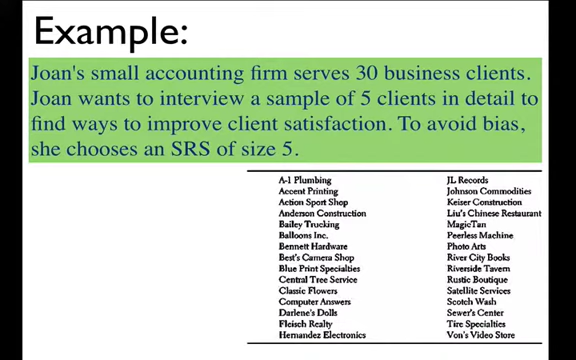 Example:
Joan's small accounting firm serves 30 business clients.
Joan wants to interview a sample of 5 clients in detail to
find ways to improve client satisfaction. To avoid bias,
she chooses an SRS of size 5.
A-1 Plumbing
Accent Printing
Action Sport Shop
Anderson Construction
Bailey Trucking
Balloons Inc.
Bennett Hardware
Best's Camera Shop
Blue Print Specialties
Central Tree Service
Classic Flowers
Computer Answers
Darlene's Dolls
Fleisch Realty
Hernandez Electronics
JL Records
Johnson Commodities
Keiser Construction
Liu's Chinese Restaurant
MagicTan
Peerless Machine
Photo Arts
River City Books
Riverside Tavern
Rustic Boutique
Satellite Services
Scotch Wash
Sewer's Center
Tire Specialties
Von's Video Store